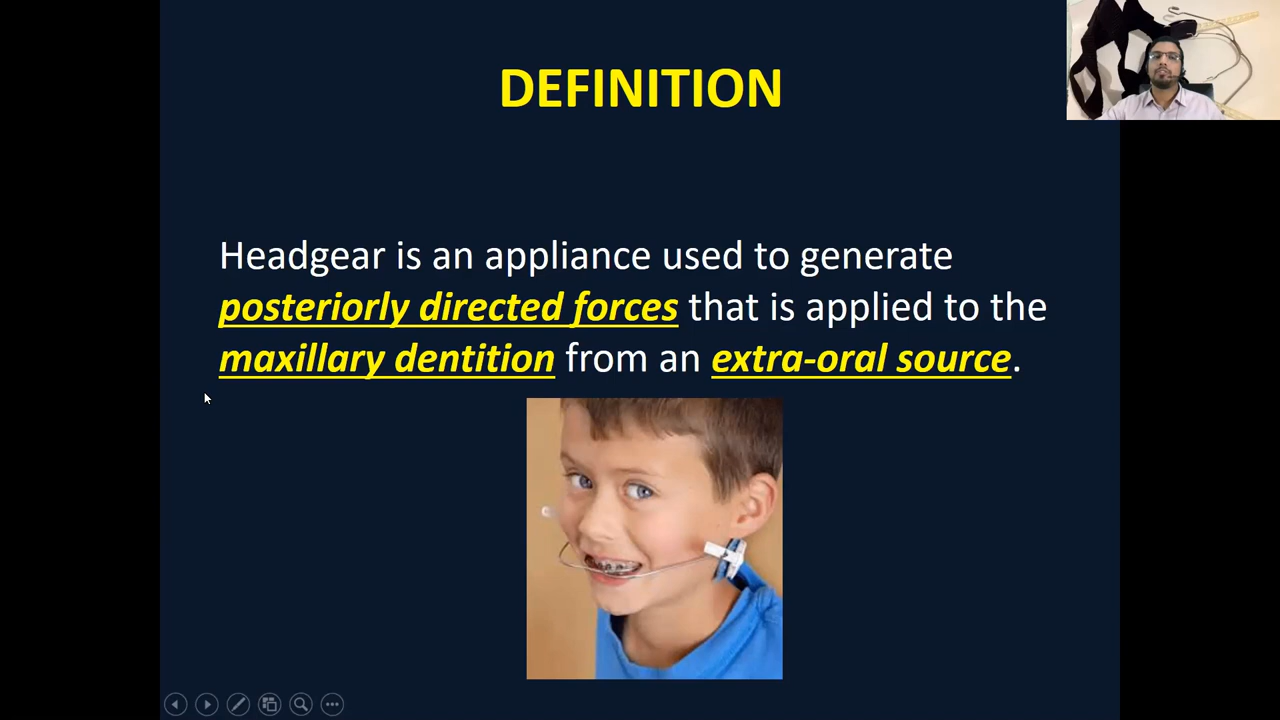 DEFINITION
Headgear is an appliance used to generate
posteriorly directed forces that is applied to the
maxillary dentition from an extra-oral source.